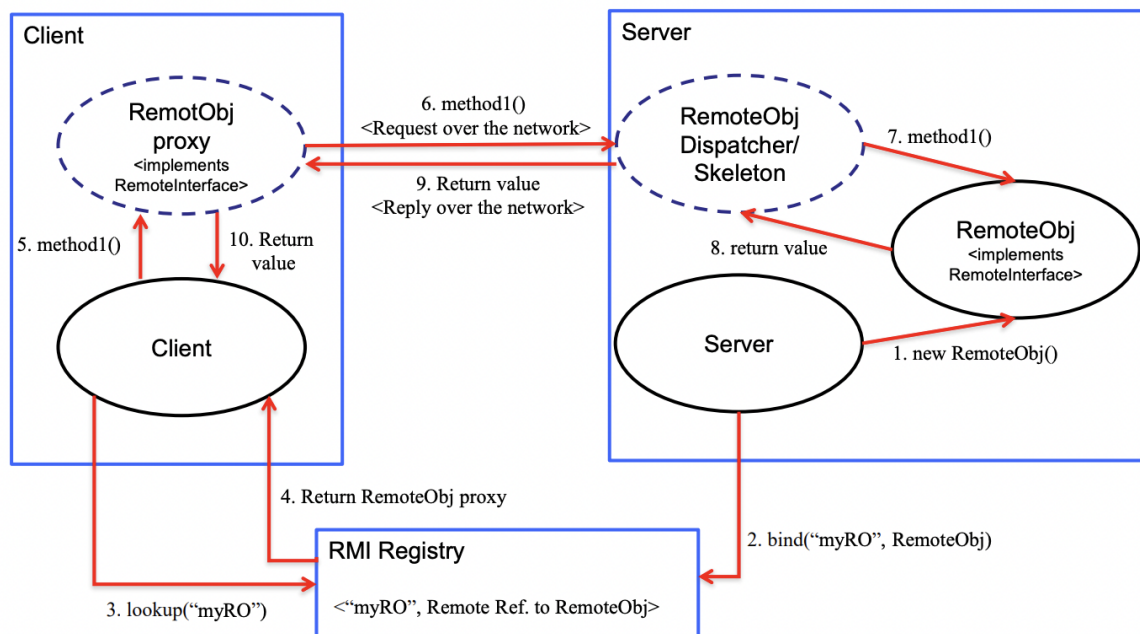 Client
RemotObj
proxy
<implements
RemoteInterface>
5. method1()
10. Return
value
Client
6. method1()
<Request over the network>
9. Return value
<Reply over the network>
Server
RemoteObj
Dispatcher/
Skeleton
7. method1()
8. return value
RemoteObj
<implements
RemoteInterface>
Server
1. new RemoteObj()
2. bind(“myRO”, RemoteObj)
3. lookup(“myRO”)
4. Return RemoteObj proxy
RMI Registry
<“myRO”, Remote Ref. to RemoteObj>